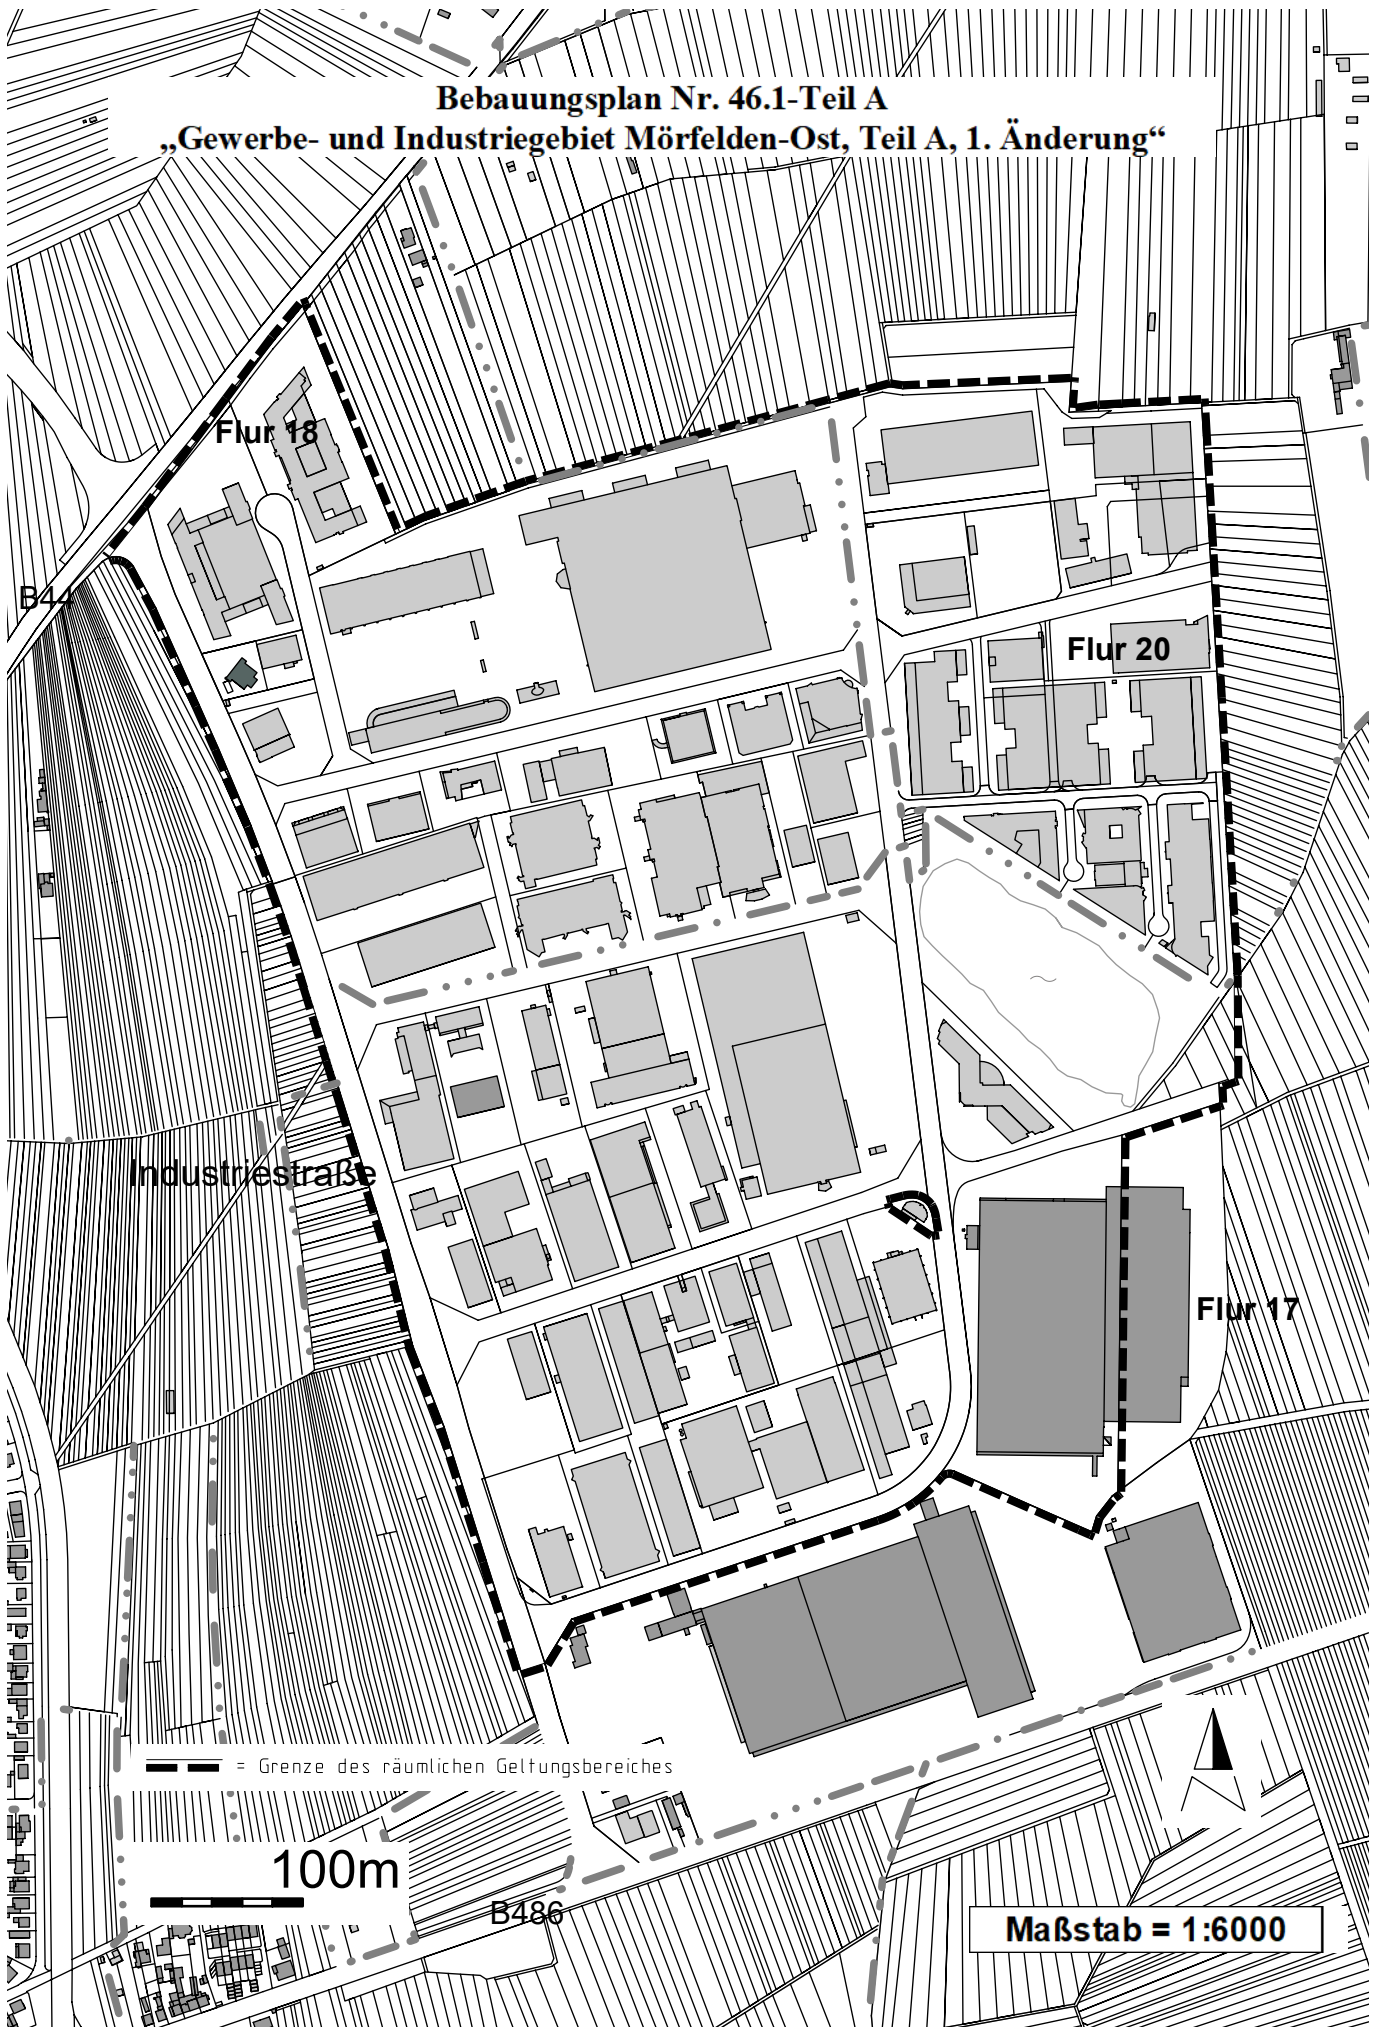 Bebauungsplan Nr. 46.1-Teil A
„Gewerbe- und Industriegebiet Mörfelden-Ost, Teil A, 1. Änderung“
Flur 18
B44
Flur 20
Industriestraße
Flur 17
= Grenze des räumlichen Geltungsbereiches
100m
B486
Maßstab = 1:6000